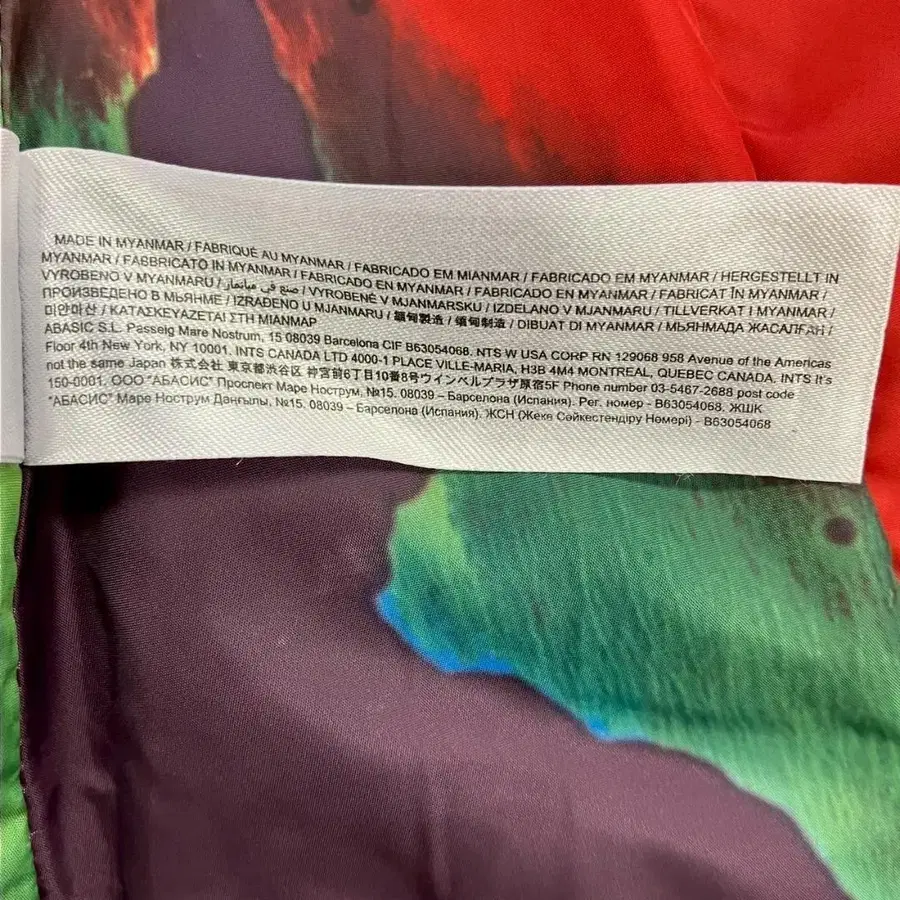 MADE IN MYANMAR / FABRIQUÉ AU MYANMAR / FABRICADO EM MIANMAR / FABRICADO EM MYANMAR / HERGESTELLT IN
MYANMAR / FABBRICATO IN MYANMAR / FABRICADO EN MYANMAR / FABRICADO EN MYANMAR / FABRICAT ÎN MYANMAR /
VYROBENO V MYANMARU / صنع في ميانمار / VYROBENÉ V MJANMARSKU / IZDELANO V MJANMARU / TILLVERKAT I MYANMAR /
ПРОИЗВЕДЕНО В МЬЯНМЕ / IZRAĐENO U MJANMARU / 緬甸製造 / 缅甸制造 / DIBUAT DI MYANMAR / МЬЯНМАДА ЖАСАЛҒАН /
미얀마산 / ΚΑΤΑΣΚΕΥΑΖΕΤΑΙ ΣΤΗ ΜΙΑΝΜΑΡ
ABASIC S.L. Passeig Mare Nostrum, 15 08039 Barcelona CIF B63054068. NTS W USA CORP RN 129068 958 Avenue of the Americas
Floor 4th New York, NY 10001. INTS CANADA LTD 4000-1 PLACE VILLE-MARIA, H3B 4M4 MONTREAL, QUEBEC CANADA. INTS It's
not the same Japan 株式会社 東京都渋谷区 神宮前6丁目10番8号ウインベルプラザ原宿5F Phone number 03-5467-2688 post code
150-0001. ООО "АБАСИС" Проспект Маре Нострум, №15. 08039 – Барселона (Испания). Рег. номер - B63054068. ЖШК
"АБАСИС" Маре Нострум Даңғылы, №15. 08039 – Барселона (Испания). ЖСН (Жеке Сәйкестендіру Нөмері) - B63054068